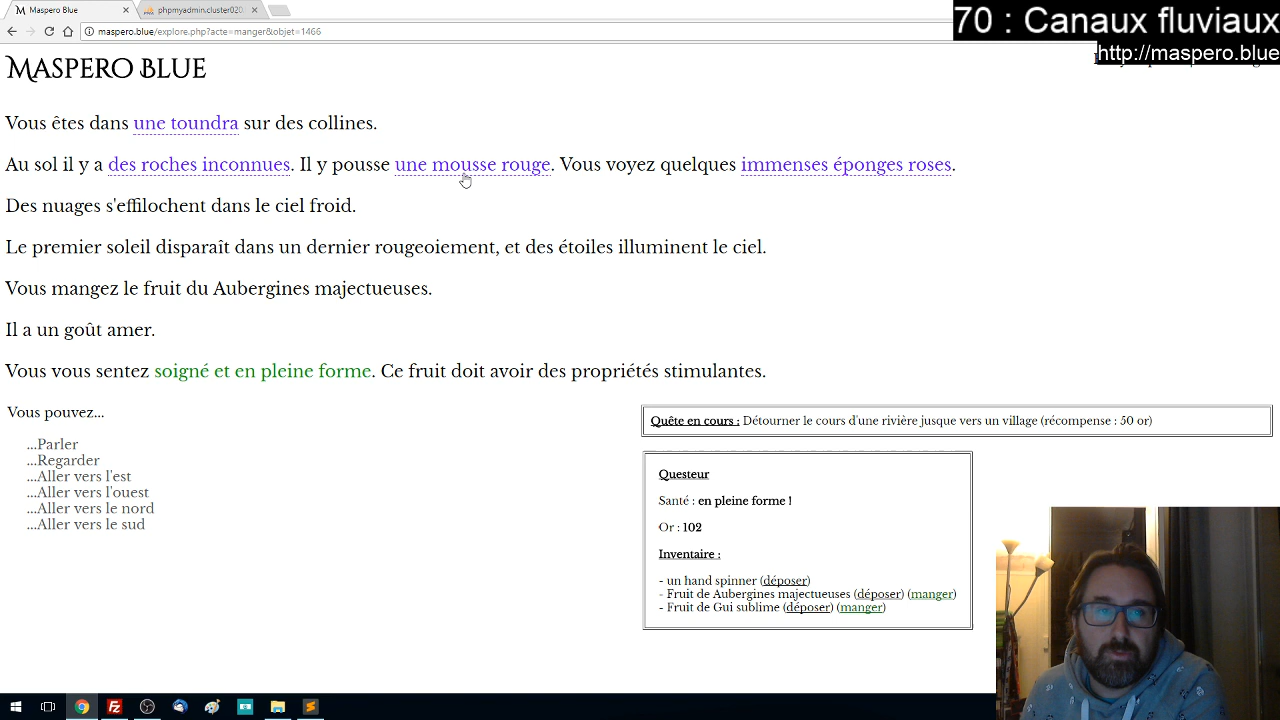 Maspero Blue
phpmyadmin.cluster020.
maspero.blue/explore.php?acte=manger&objet=1466
70 : Canaux fluviaux
http://maspero.blue
Maspero Blue
Vous êtes dans une toundra sur des collines.
Au sol il y a des roches inconnues. Il y pousse une mousse rouge. Vous voyez quelques immenses éponges roses.
Des nuages s'effilochent dans le ciel froid.
Le premier soleil disparaît dans un dernier rougeoiement, et des étoiles illuminent le ciel.
Vous mangez le fruit du Aubergines majectueuses.
Il a un goût amer.
Vous vous sentez soigné et en pleine forme. Ce fruit doit avoir des propriétés stimulantes.
Vous pouvez...
...Parler
...Regarder
...Aller vers l'est
...Aller vers l'ouest
...Aller vers le nord
...Aller vers le sud
Quête en cours : Détourner le cours d'une rivière jusque vers un village (récompense : 50 or)
Questeur
Santé : en pleine forme !
Or : 102
Inventaire :
- un hand spinner (déposer)
- Fruit de Aubergines majectueuses (déposer) (manger)
- Fruit de Gui sublime (déposer) (manger)